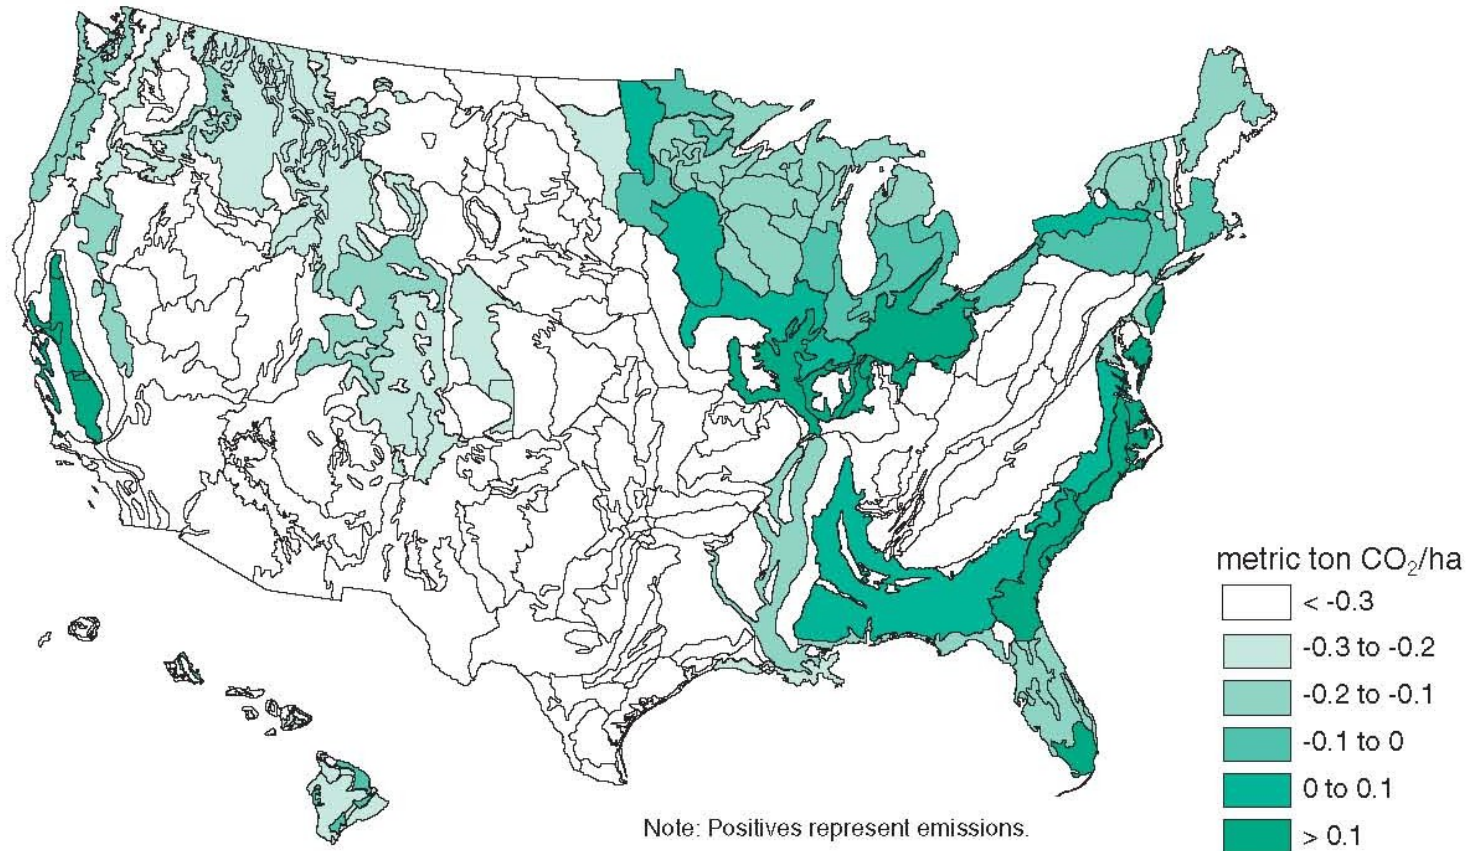 metric ton CO₂/ha
< -0.3
-0.3 to -0.2
-0.2 to -0.1
-0.1 to 0
0 to 0.1
> 0.1
Note: Positives represent emissions.